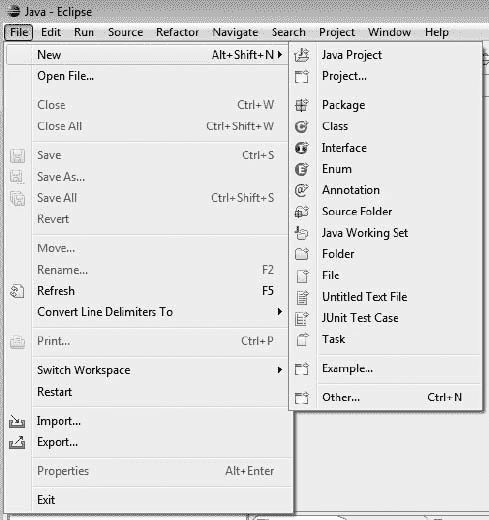 Java - Eclipse
File Edit Run Source Refactor Navigate Search Project Window Help
New Alt+Shift+N
Open File...
Close Ctrl+W
Close All Ctrl+Shift+W
Save Ctrl+S
Save As...
Save All Ctrl+Shift+S
Revert
Move...
Rename... F2
Refresh F5
Convert Line Delimiters To
Print... Ctrl+P
Switch Workspace
Restart
Import...
Export...
Properties Alt+Enter
Exit
Java Project
Project...
Package
Class
Interface
Enum
Annotation
Source Folder
Java Working Set
Folder
File
Untitled Text File
JUnit Test Case
Task
Example...
Other... Ctrl+N